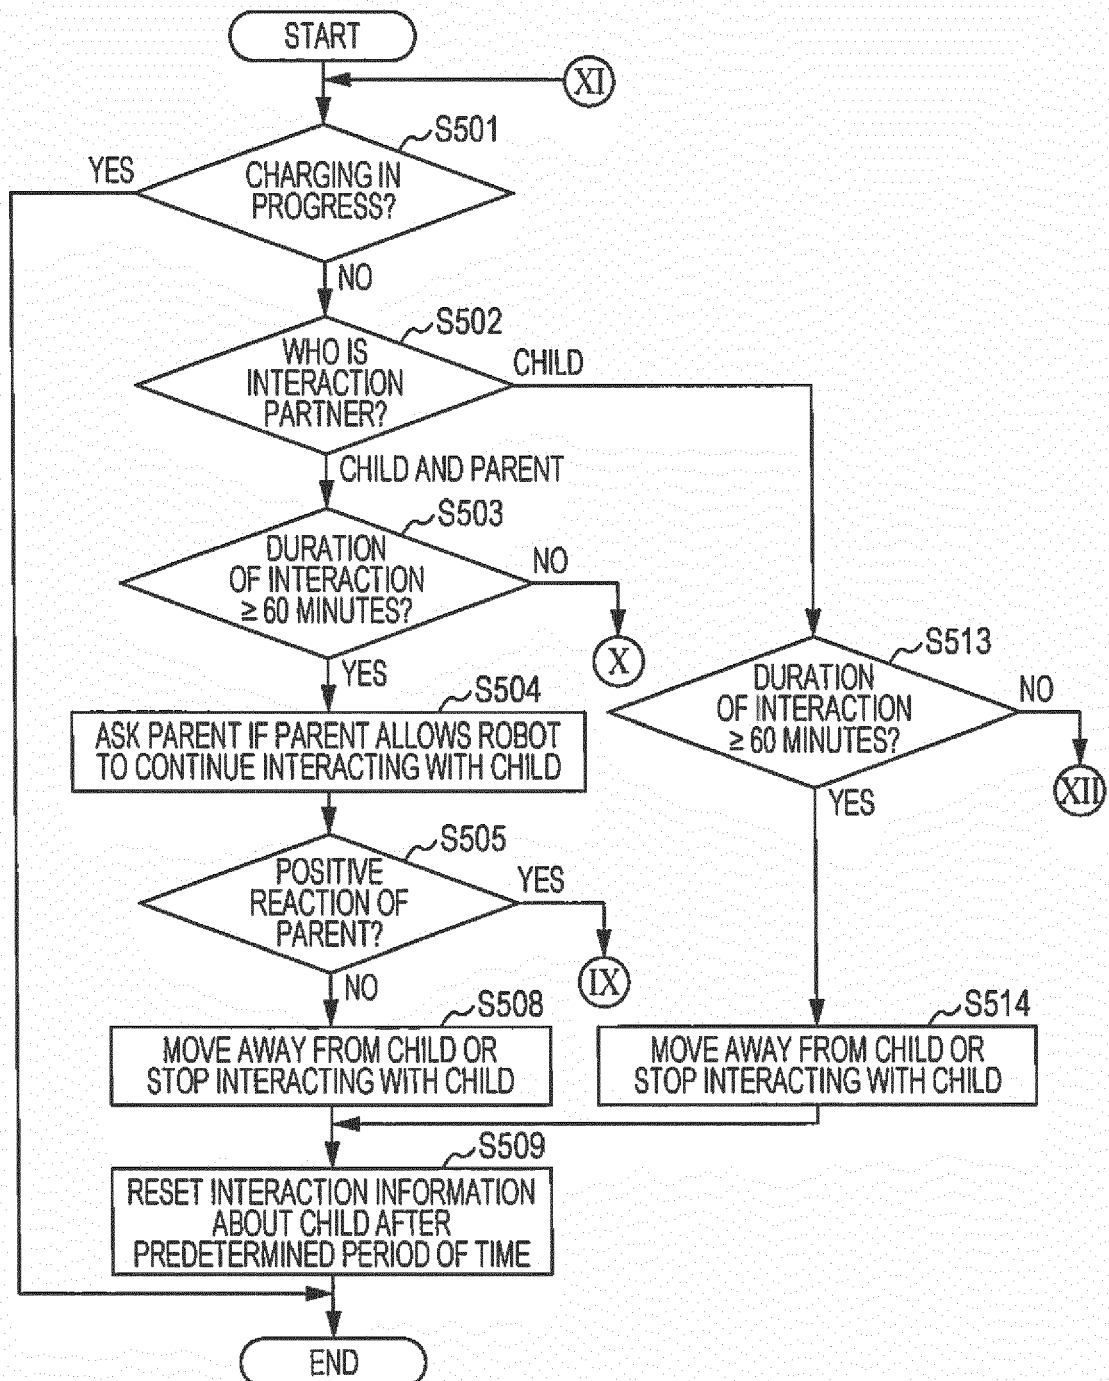 START
XI
S501
YES
CHARGING IN
PROGRESS?
NO
S502
WHO IS
INTERACTION
PARTNER?
CHILD
CHILD AND PARENT
S503
DURATION
OF INTERACTION
≥ 60 MINUTES?
NO
X
YES
S513
DURATION
OF INTERACTION
≥ 60 MINUTES?
NO
XII
YES
S504
ASK PARENT IF PARENT ALLOWS ROBOT
TO CONTINUE INTERACTING WITH CHILD
S505
POSITIVE
REACTION OF
PARENT?
YES
IX
NO
S508
MOVE AWAY FROM CHILD OR
STOP INTERACTING WITH CHILD
S514
MOVE AWAY FROM CHILD OR
STOP INTERACTING WITH CHILD
S509
RESET INTERACTION INFORMATION
ABOUT CHILD AFTER
PREDETERMINED PERIOD OF TIME
END